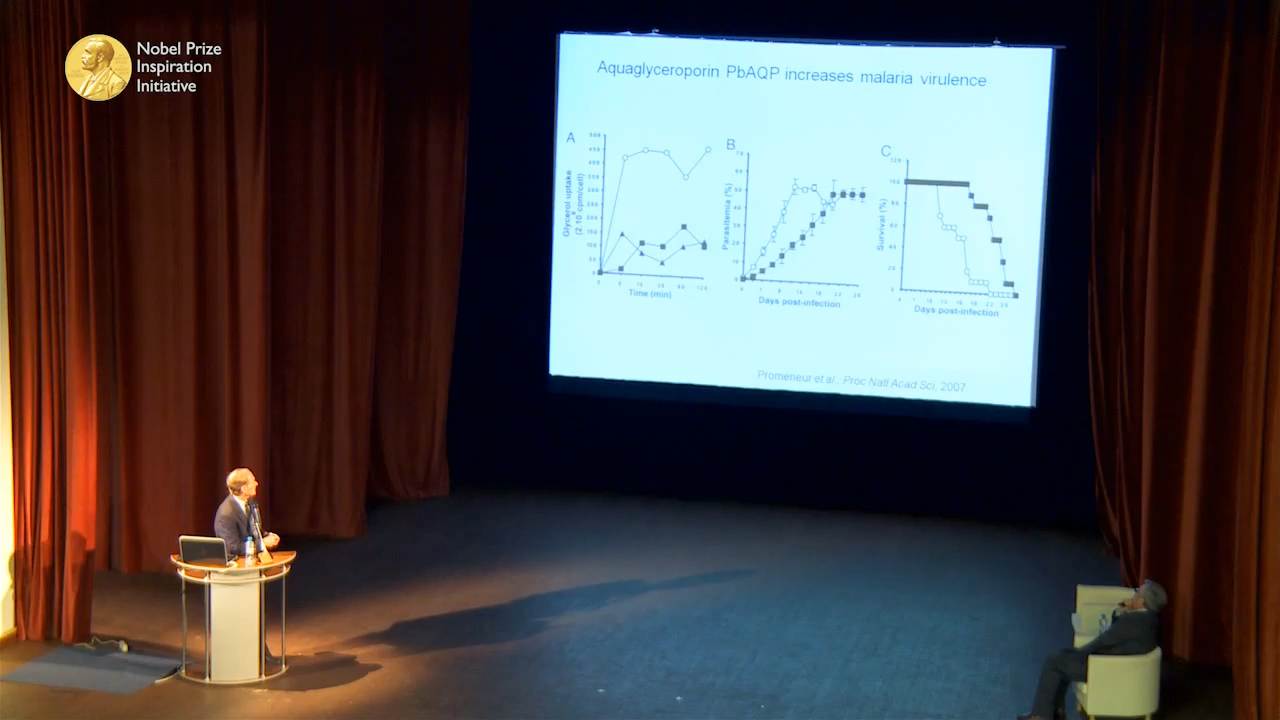 Nobel Prize
Inspiration
Initiative
Aquaglyceroporin PbAQP increases malaria virulence
A
B
C
Glycerol uptake
Parasitemia (%)
Survival (%)
Time (min)
Days post-infection
Days post-infection
Promeneur et al., Proc Natl Acad Sci, 2007